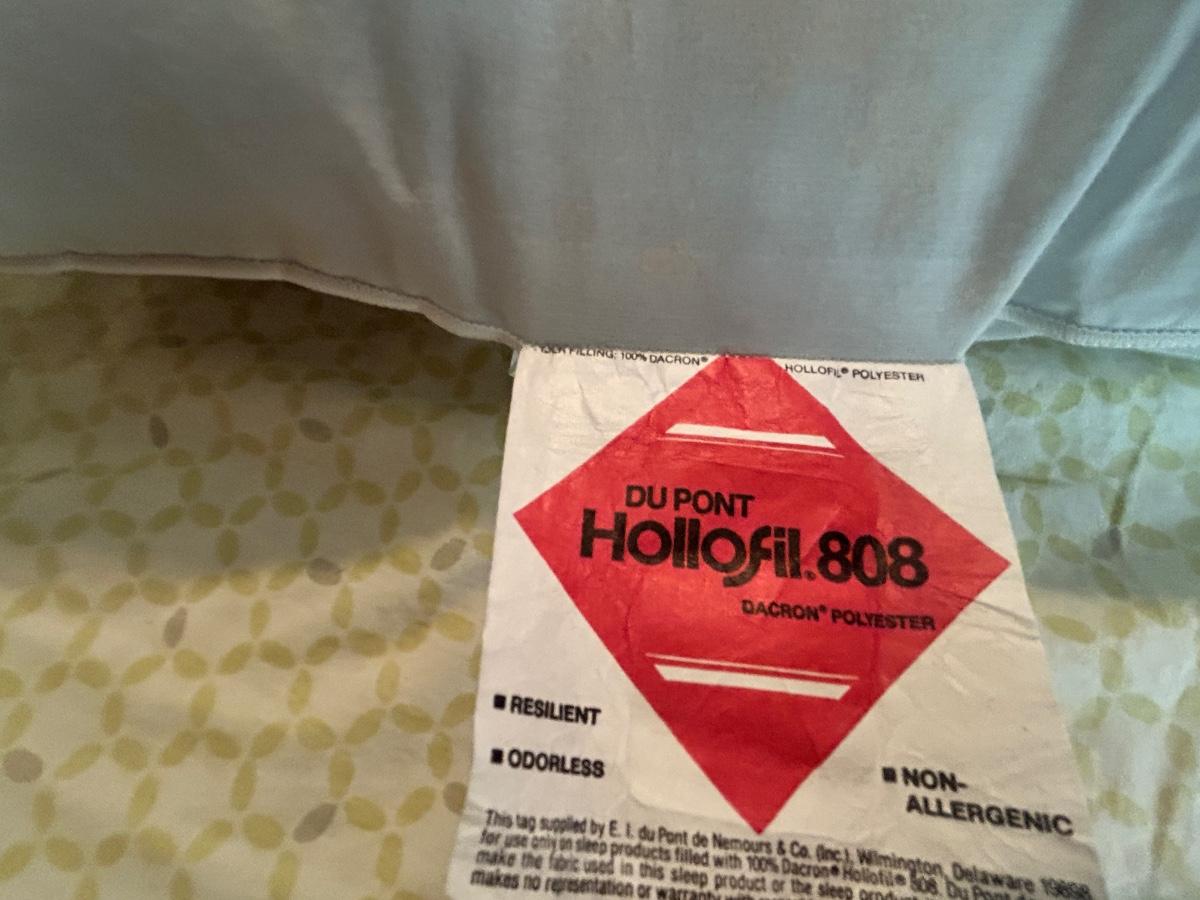 FILLING: 100% DACRON® HOLLOFIL® POLYESTER
DU PONT
Hollofil® 808
DACRON® POLYESTER
■ RESILIENT
■ ODORLESS
■ NON-
ALLERGENIC
This tag supplied by E. I. du Pont de Nemours & Co. (Inc.), Wilmington, Delaware 19898
for use only on sleep products filled with 100% Dacron® Hollofil® 808. Du Pont
make the fabric used in this sleep product or the sleep
makes no representation or warranty with